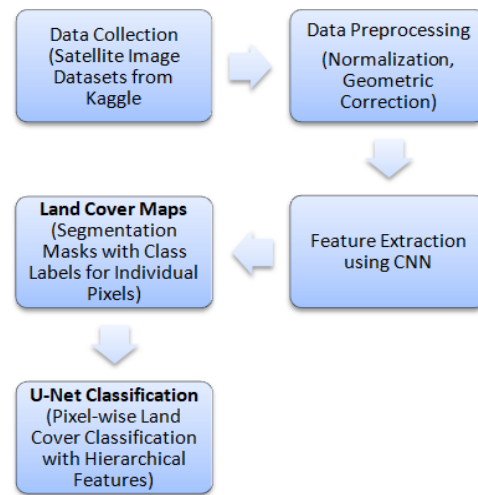 Data Collection
(Satellite Image
Datasets from
Kaggle
Data Preprocessing
(Normalization,
Geometric
Correction)
Feature Extraction
using CNN
Land Cover Maps
(Segmentation
Masks with Class
Labels for Individual
Pixels)
U-Net Classification
(Pixel-wise Land
Cover Classification
with Hierarchical
Features)